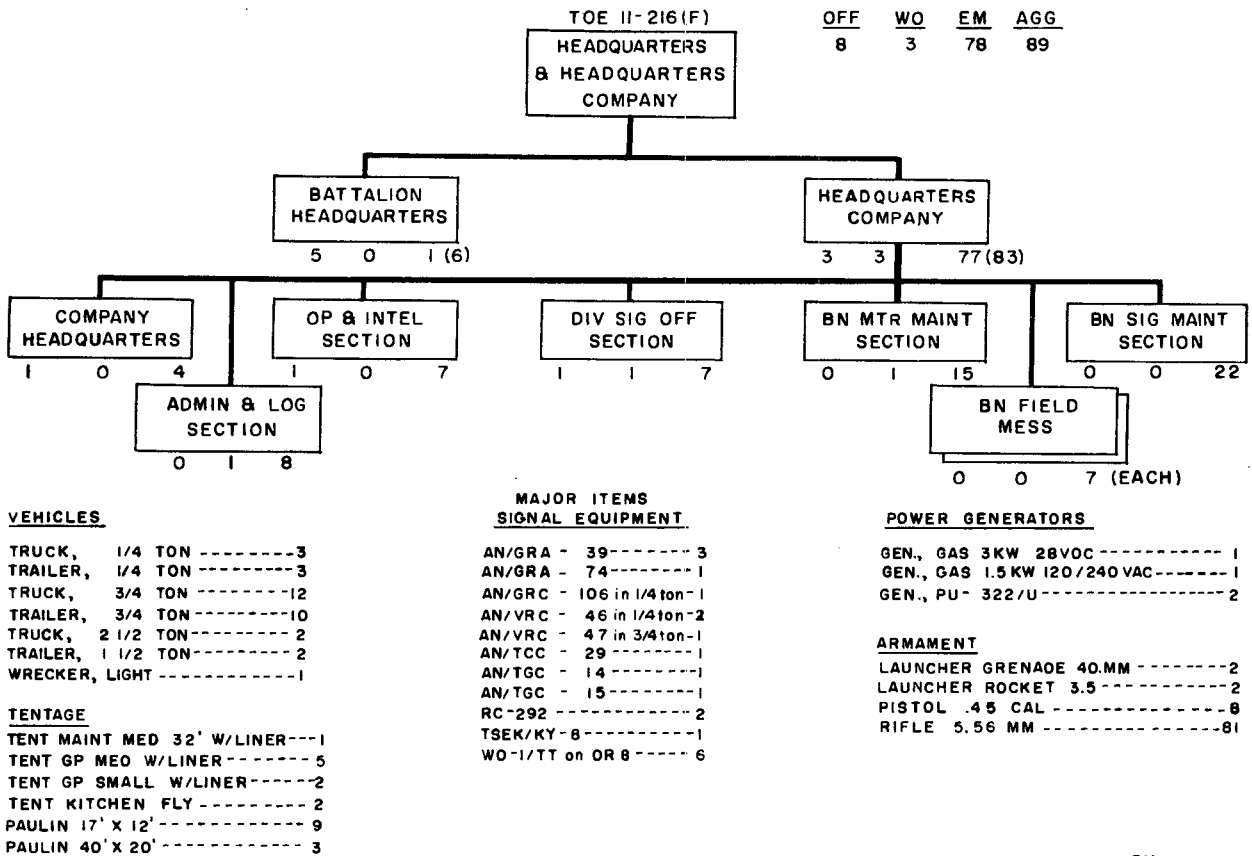 TOE 11-216(F)
OFF WO EM AGG
8 3 78 89
HEADQUARTERS
& HEADQUARTERS
COMPANY
BATTALION
HEADQUARTERS
5 0 1 (6)
HEADQUARTERS
COMPANY
3 3 77(83)
COMPANY
HEADQUARTERS
1 0 4
OP & INTEL
SECTION
1 0 7
DIV SIG OFF
SECTION
1 1 7
BN MTR MAINT
SECTION
0 1 15
BN SIG MAINT
SECTION
0 0 22
ADMIN & LOG
SECTION
0 1 8
BN FIELD
MESS
0 0 7 (EACH)
VEHICLES
TRUCK, 1/4 TON ---------3
TRAILER, 1/4 TON ---------3
TRUCK, 3/4 TON --------12
TRAILER, 3/4 TON --------10
TRUCK, 2 1/2 TON--------- 2
TRAILER, 1 1/2 TON--------- 2
WRECKER, LIGHT ------------1
TENTAGE
TENT MAINT MED 32' W/LINER---1
TENT GP MED W/LINER------- 5
TENT GP SMALL W/LINER------2
TENT KITCHEN FLY ---------- 2
PAULIN 17' X 12'------------- 9
PAULIN 40' X 20'------------ 3
MAJOR ITEMS
SIGNAL EQUIPMENT
AN/GRA - 39-------- 3
AN/GRA - 74--------1
AN/GRC - 106 in 1/4 ton-1
AN/VRC - 46 in 1/4ton-2
AN/VRC - 47 in 3/4ton-1
AN/TCC - 29--------1
AN/TGC - 14--------1
AN/TGC - 15--------1
RC-292 ------------ 2
TSEK/KY-8----------1
WO-1/TT on OR 8----- 6
POWER GENERATORS
GEN., GAS 3KW 28VDC------------ 1
GEN., GAS 1.5 KW 120/240 VAC-------1
GEN., PU- 322/U---------------2
ARMAMENT
LAUNCHER GRENADE 40.MM --------2
LAUNCHER ROCKET 3.5 -----------2
PISTOL .45 CAL ----------------8
RIFLE 5.56 MM ----------------81